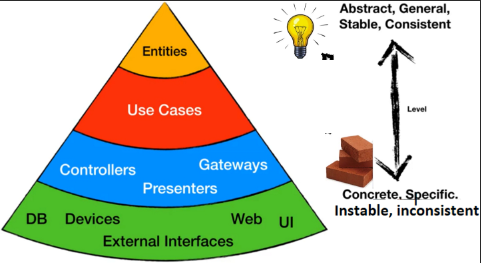 Abstract, General,
Stable, Consistent
Entities
Use Cases
Level
Controllers
Gateways
Presenters
Concrete, Specific.
Instable, inconsistent
DB Devices Web UI
External Interfaces